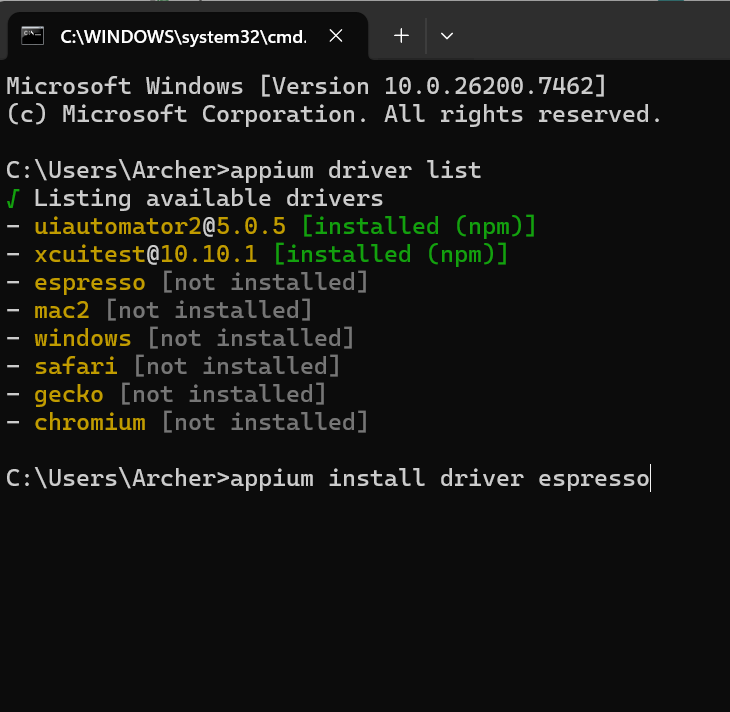 C:\WINDOWS\system32\cmd.
Microsoft Windows [Version 10.0.26200.7462]
(c) Microsoft Corporation. All rights reserved.
C:\Users\Archer>appium driver list
√ Listing available drivers
- uiautomator2@5.0.5 [installed (npm)]
- xcuitest@10.10.1 [installed (npm)]
- espresso [not installed]
- mac2 [not installed]
- windows [not installed]
- safari [not installed]
- gecko [not installed]
- chromium [not installed]
C:\Users\Archer>appium install driver espresso